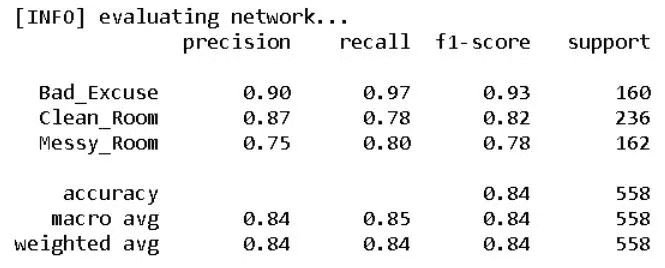 [INFO] evaluating network...
precision recall f1-score support
Bad_Excuse 0.90 0.97 0.93 160
Clean_Room 0.87 0.78 0.82 236
Messy_Room 0.75 0.80 0.78 162
accuracy 0.84 558
macro avg 0.84 0.85 0.84 558
weighted avg 0.84 0.84 0.84 558